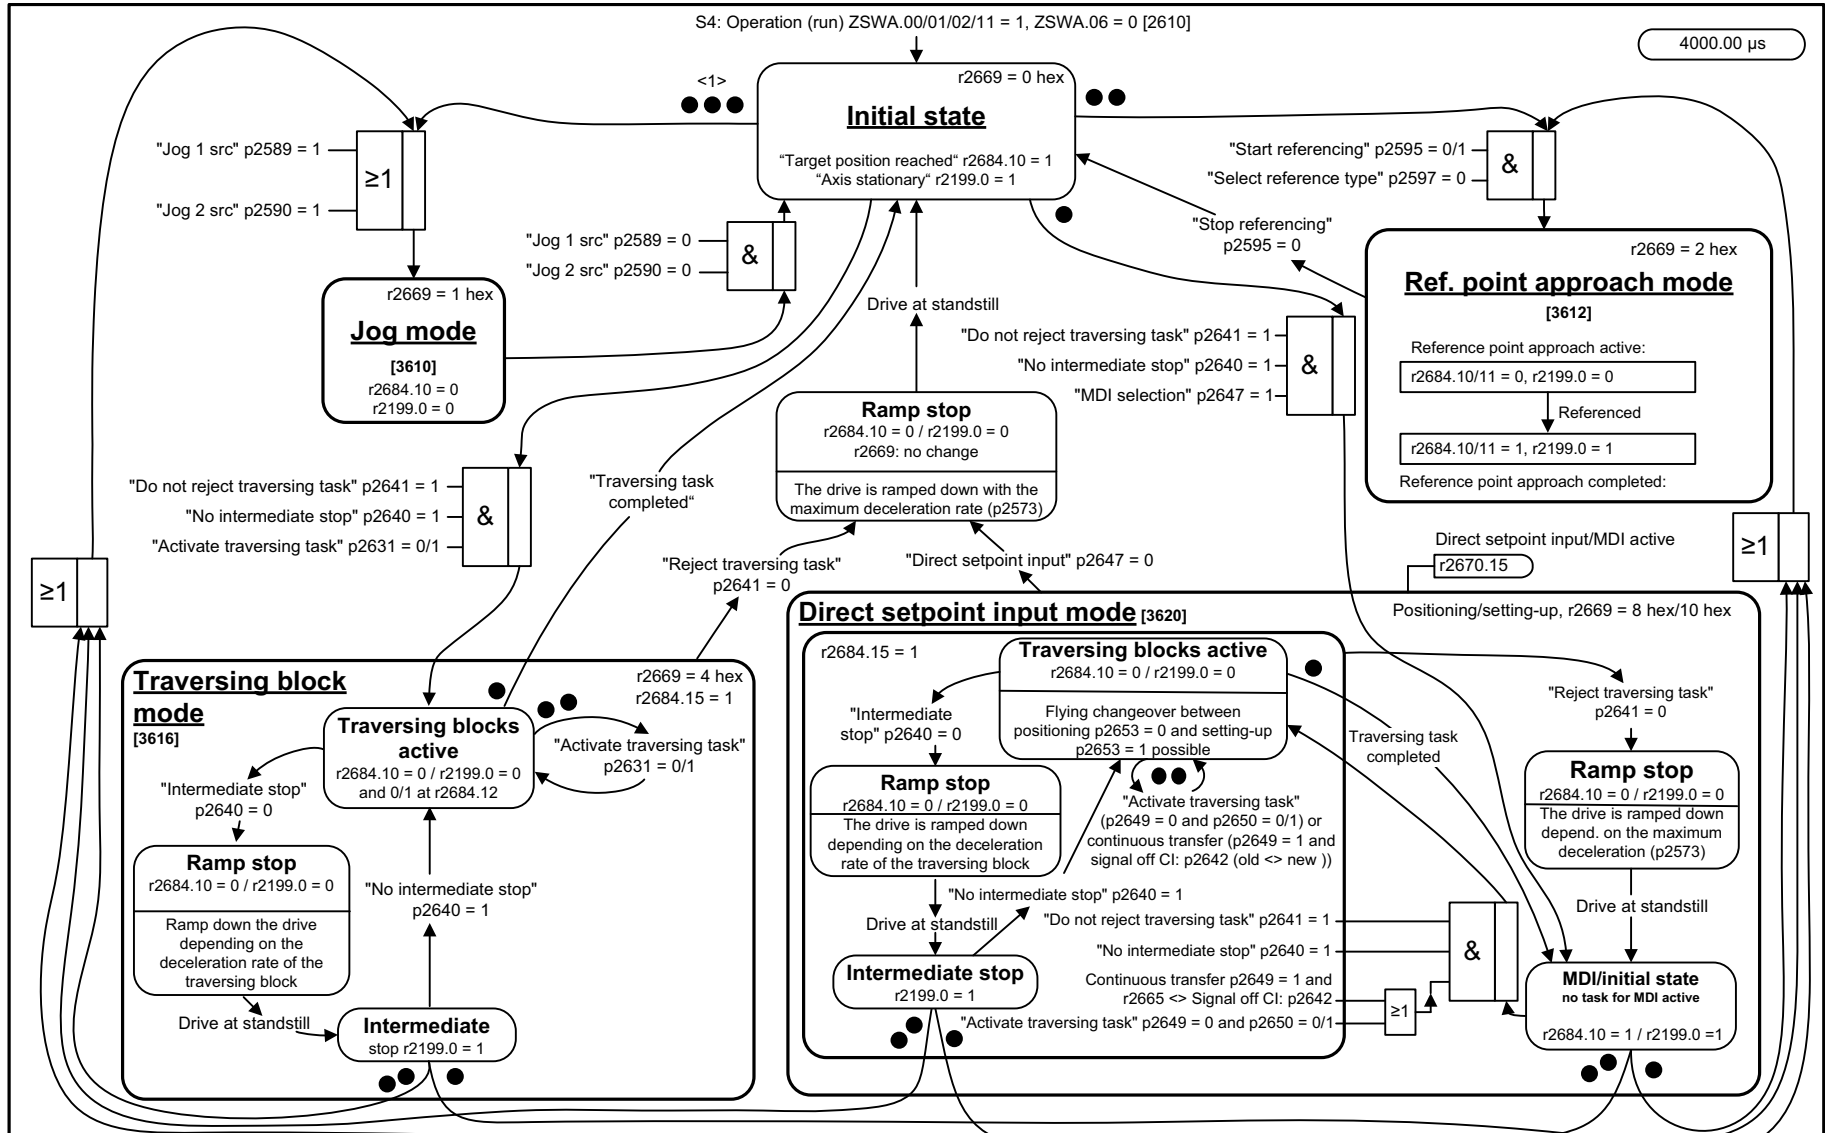 S4: Operation (run) ZSWA.00/01/02/11 = 1, ZSWA.06 = 0 [2610]
4000.00 µs
<1>
r2669 = 0 hex
Initial state
“Target position reached“ r2684.10 = 1
“Axis stationary“ r2199.0 = 1
"Jog 1 src" p2589 = 1
≥1
"Jog 2 src" p2590 = 1
"Start referencing" p2595 = 0/1
&
"Select reference type" p2597 = 0
"Stop referencing"
p2595 = 0
"Jog 1 src" p2589 = 0
&
"Jog 2 src" p2590 = 0
r2669 = 1 hex
Jog mode
[3610]
r2684.10 = 0
r2199.0 = 0
r2669 = 2 hex
Ref. point approach mode
[3612]
Reference point approach active:
r2684.10/11 = 0, r2199.0 = 0
Referenced
r2684.10/11 = 1, r2199.0 = 1
Reference point approach completed:
Drive at standstill
"Do not reject traversing task" p2641 = 1
"No intermediate stop" p2640 = 1
&
"MDI selection" p2647 = 1
Ramp stop
r2684.10 = 0 / r2199.0 = 0
r2669: no change
The drive is ramped down with the
maximum deceleration rate (p2573)
"Do not reject traversing task" p2641 = 1
"No intermediate stop" p2640 = 1
&
"Activate traversing task" p2631 = 0/1
"Traversing task
completed“
"Reject traversing task"
p2641 = 0
"Direct setpoint input" p2647 = 0
≥1
≥1
Direct setpoint input/MDI active
r2670.15
Direct setpoint input mode [3620]
Positioning/setting-up, r2669 = 8 hex/10 hex
Traversing block
mode
[3616]
r2669 = 4 hex
r2684.15 = 1
Traversing blocks
active
r2684.10 = 0 / r2199.0 = 0
and 0/1 at r2684.12
"Activate traversing task"
p2631 = 0/1
"Intermediate stop"
p2640 = 0
Ramp stop
r2684.10 = 0 / r2199.0 = 0
Ramp down the drive
depending on the
deceleration rate of the
traversing block
"No intermediate stop"
p2640 = 1
Drive at standstill
Intermediate
stop r2199.0 = 1
r2684.15 = 1
Traversing blocks active
r2684.10 = 0 / r2199.0 = 0
Flying changeover between
positioning p2653 = 0 and setting-up
p2653 = 1 possible
"Intermediate
stop" p2640 = 0
Ramp stop
r2684.10 = 0 / r2199.0 = 0
The drive is ramped down
depending on the deceleration
rate of the traversing block
"Activate traversing task"
(p2649 = 0 and p2650 = 0/1) or
continuous transfer (p2649 = 1 and
signal off CI: p2642 (old <> new ))
"No intermediate stop" p2640 = 1
Drive at standstill
Intermediate stop
r2199.0 = 1
Traversing task
completed
"Reject traversing task"
p2641 = 0
Ramp stop
r2684.10 = 0 / r2199.0 = 0
The drive is ramped down
depend. on the maximum
deceleration (p2573)
Drive at standstill
"Do not reject traversing task" p2641 = 1
"No intermediate stop" p2640 = 1
&
Continuous transfer p2649 = 1 and
r2665 <> Signal off CI: p2642
≥1
"Activate traversing task" p2649 = 0 and p2650 = 0/1
MDI/initial state
no task for MDI active
r2684.10 = 1 / r2199.0 =1